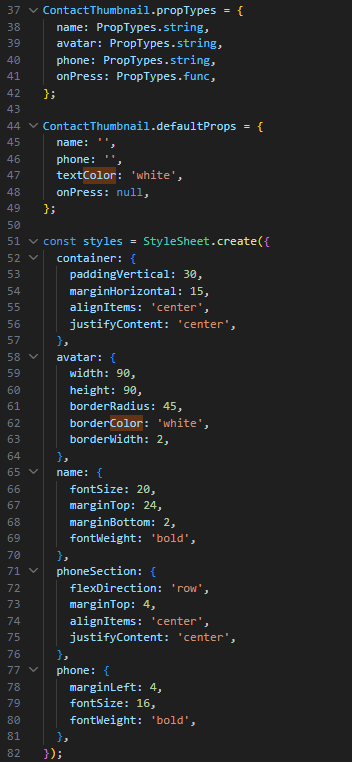 37 ContactThumbnail.propTypes = {
38 name: PropTypes.string,
39 avatar: PropTypes.string,
40 phone: PropTypes.string,
41 onPress: PropTypes.func,
42 };
43
44 ContactThumbnail.defaultProps = {
45 name: '',
46 phone: '',
47 textColor: 'white',
48 onPress: null,
49 };
50
51 const styles = StyleSheet.create({
52 container: {
53 paddingVertical: 30,
54 marginHorizontal: 15,
55 alignItems: 'center',
56 justifyContent: 'center',
57 },
58 avatar: {
59 width: 90,
60 height: 90,
61 borderRadius: 45,
62 borderColor: 'white',
63 borderWidth: 2,
64 },
65 name: {
66 fontSize: 20,
67 marginTop: 24,
68 marginBottom: 2,
69 fontWeight: 'bold',
70 },
71 phoneSection: {
72 flexDirection: 'row',
73 marginTop: 4,
74 alignItems: 'center',
75 justifyContent: 'center',
76 },
77 phone: {
78 marginLeft: 4,
79 fontSize: 16,
80 fontWeight: 'bold',
81 },
82 });